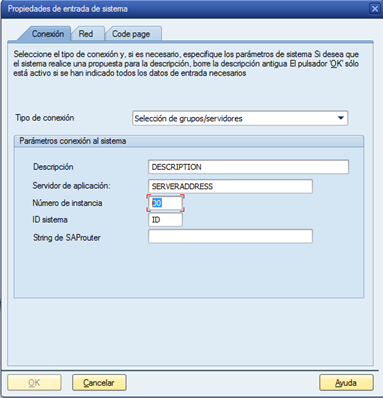 Propiedades de entrada de sistema
Conexión Red Code page
Seleccione el tipo de conexión y, si es necesario, especifique los parámetros de sistema Si desea que
el sistema realice una propuesta para la descripción, borre la descripción antigua El pulsador 'OK' sólo
está activo si se han indicado todos los datos de entrada necesarios
Tipo de conexión Selección de grupos/servidores
Parámetros conexión al sistema
Descripción DESCRIPTION
Servidor de aplicación: SERVERADDRESS
Número de instancia 00
ID sistema ID
String de SAProuter
OK Cancelar Ayuda